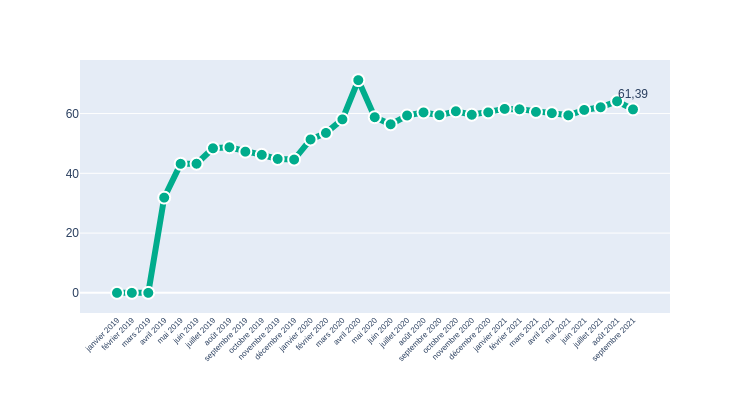 61,39
60
40
20
0
janvier 2019
février 2019
mars 2019
avril 2019
mai 2019
juin 2019
juillet 2019
août 2019
septembre 2019
octobre 2019
novembre 2019
décembre 2019
janvier 2020
février 2020
mars 2020
avril 2020
mai 2020
juin 2020
juillet 2020
août 2020
septembre 2020
octobre 2020
novembre 2020
décembre 2020
janvier 2021
février 2021
mars 2021
avril 2021
mai 2021
juin 2021
juillet 2021
août 2021
septembre 2021